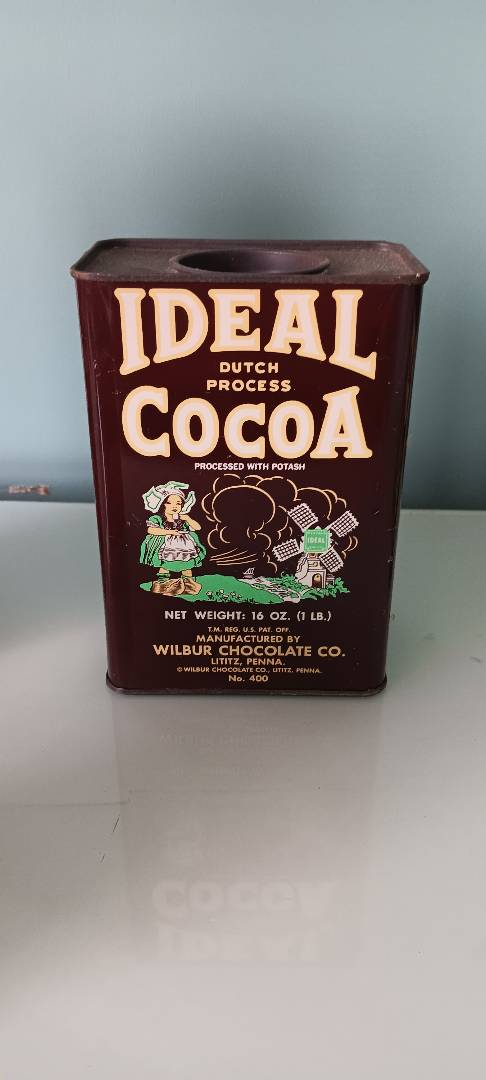 IDEAL
DUTCH
PROCESS
COCOA
PROCESSED WITH POTASH
IDEAL
NET WEIGHT: 16 OZ. (1 LB.)
T.M. REG. U.S. PAT. OFF.
MANUFACTURED BY
WILBUR CHOCOLATE CO.
LITITZ, PENNA.
© WILBUR CHOCOLATE CO., LITITZ, PENNA.
No. 400